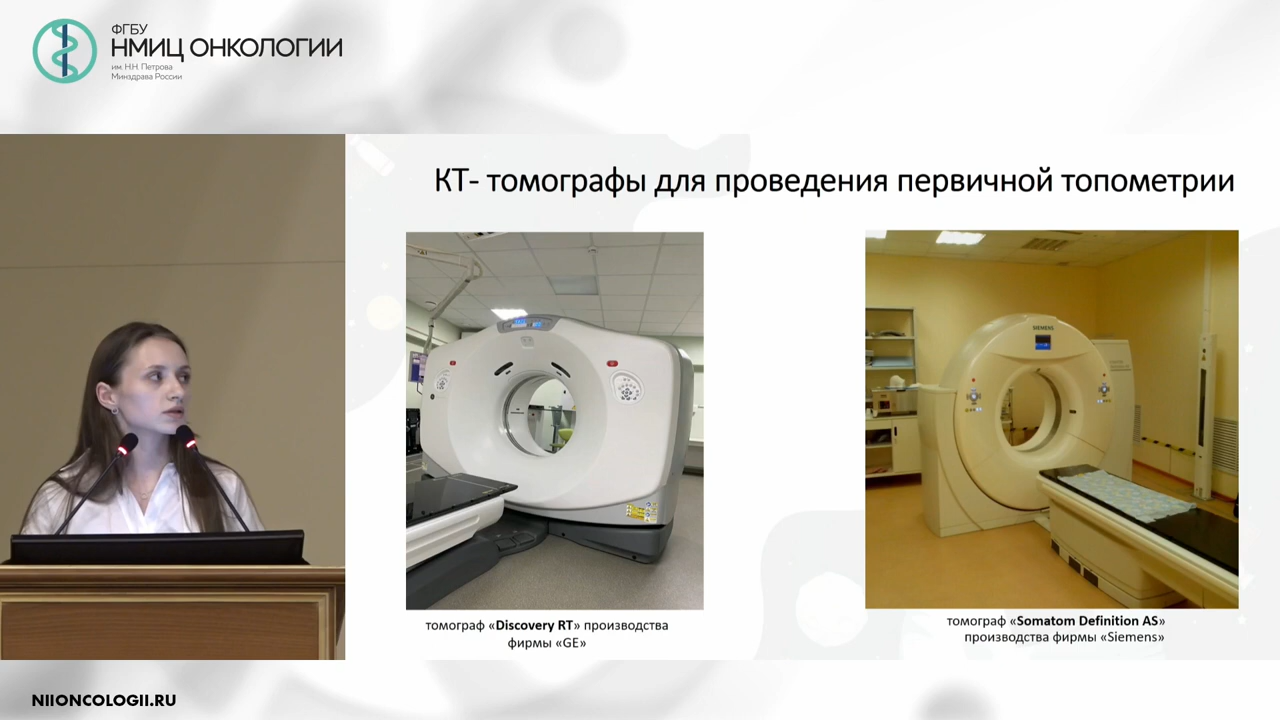 ФГБУ
НМИЦ ОНКОЛОГИИ
им. Н.Н. Петрова
Минздрава России
КТ- томографы для проведения первичной топометрии
SIEMENS
томограф «Discovery RT» производства
фирмы «GE»
томограф «Somatom Definition AS»
производства фирмы «Siemens»
NIIONCOLOGII.RU